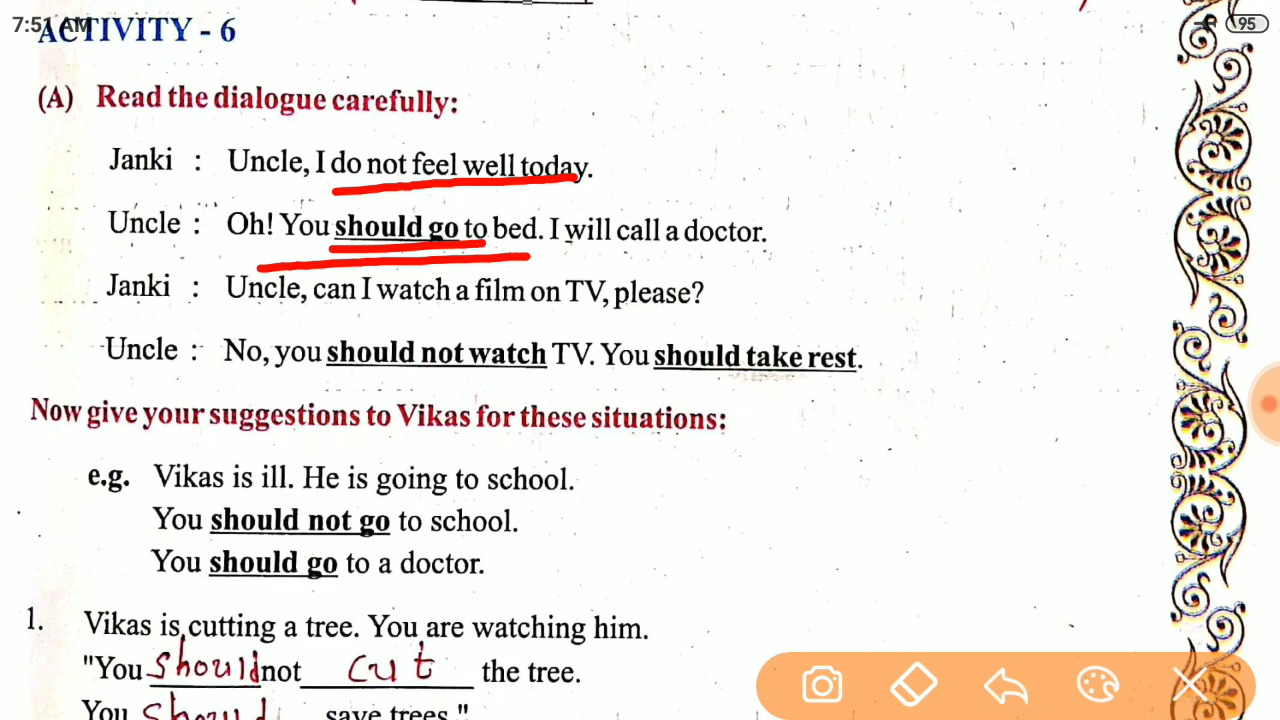 7:51 AM 95
ACTIVITY - 6
(A) Read the dialogue carefully:
Janki : Uncle, I do not feel well today.
Uncle : Oh! You should go to bed. I will call a doctor.
Janki : Uncle, can I watch a film on TV, please?
Uncle : No, you should not watch TV. You should take rest.
Now give your suggestions to Vikas for these situations:
e.g. Vikas is ill. He is going to school.
You should not go to school.
You should go to a doctor.
1. Vikas is cutting a tree. You are watching him.
"You should not cut the tree.
You should save trees."